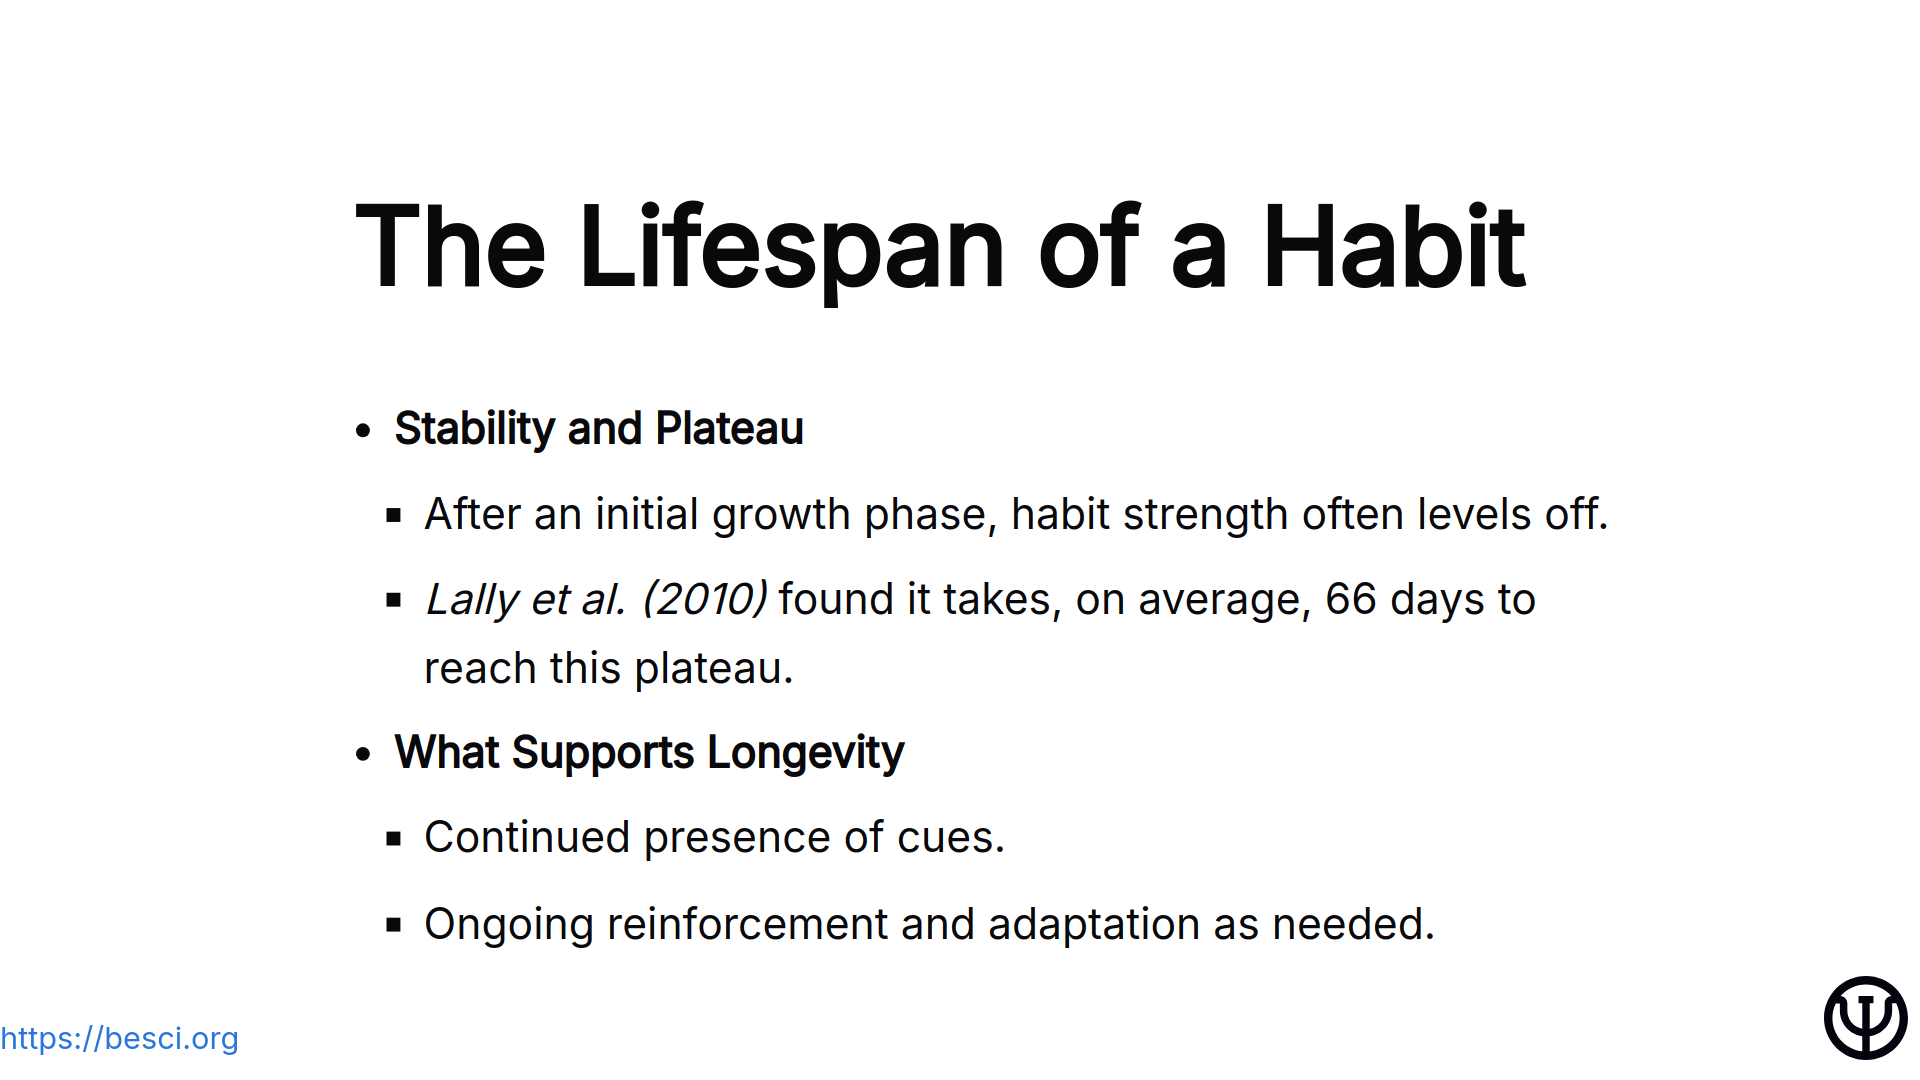 The Lifespan of a Habit
• Stability and Plateau
▪ After an initial growth phase, habit strength often levels off.
▪ Lally et al. (2010) found it takes, on average, 66 days to
reach this plateau.
• What Supports Longevity
▪ Continued presence of cues.
▪ Ongoing reinforcement and adaptation as needed.
https://besci.org